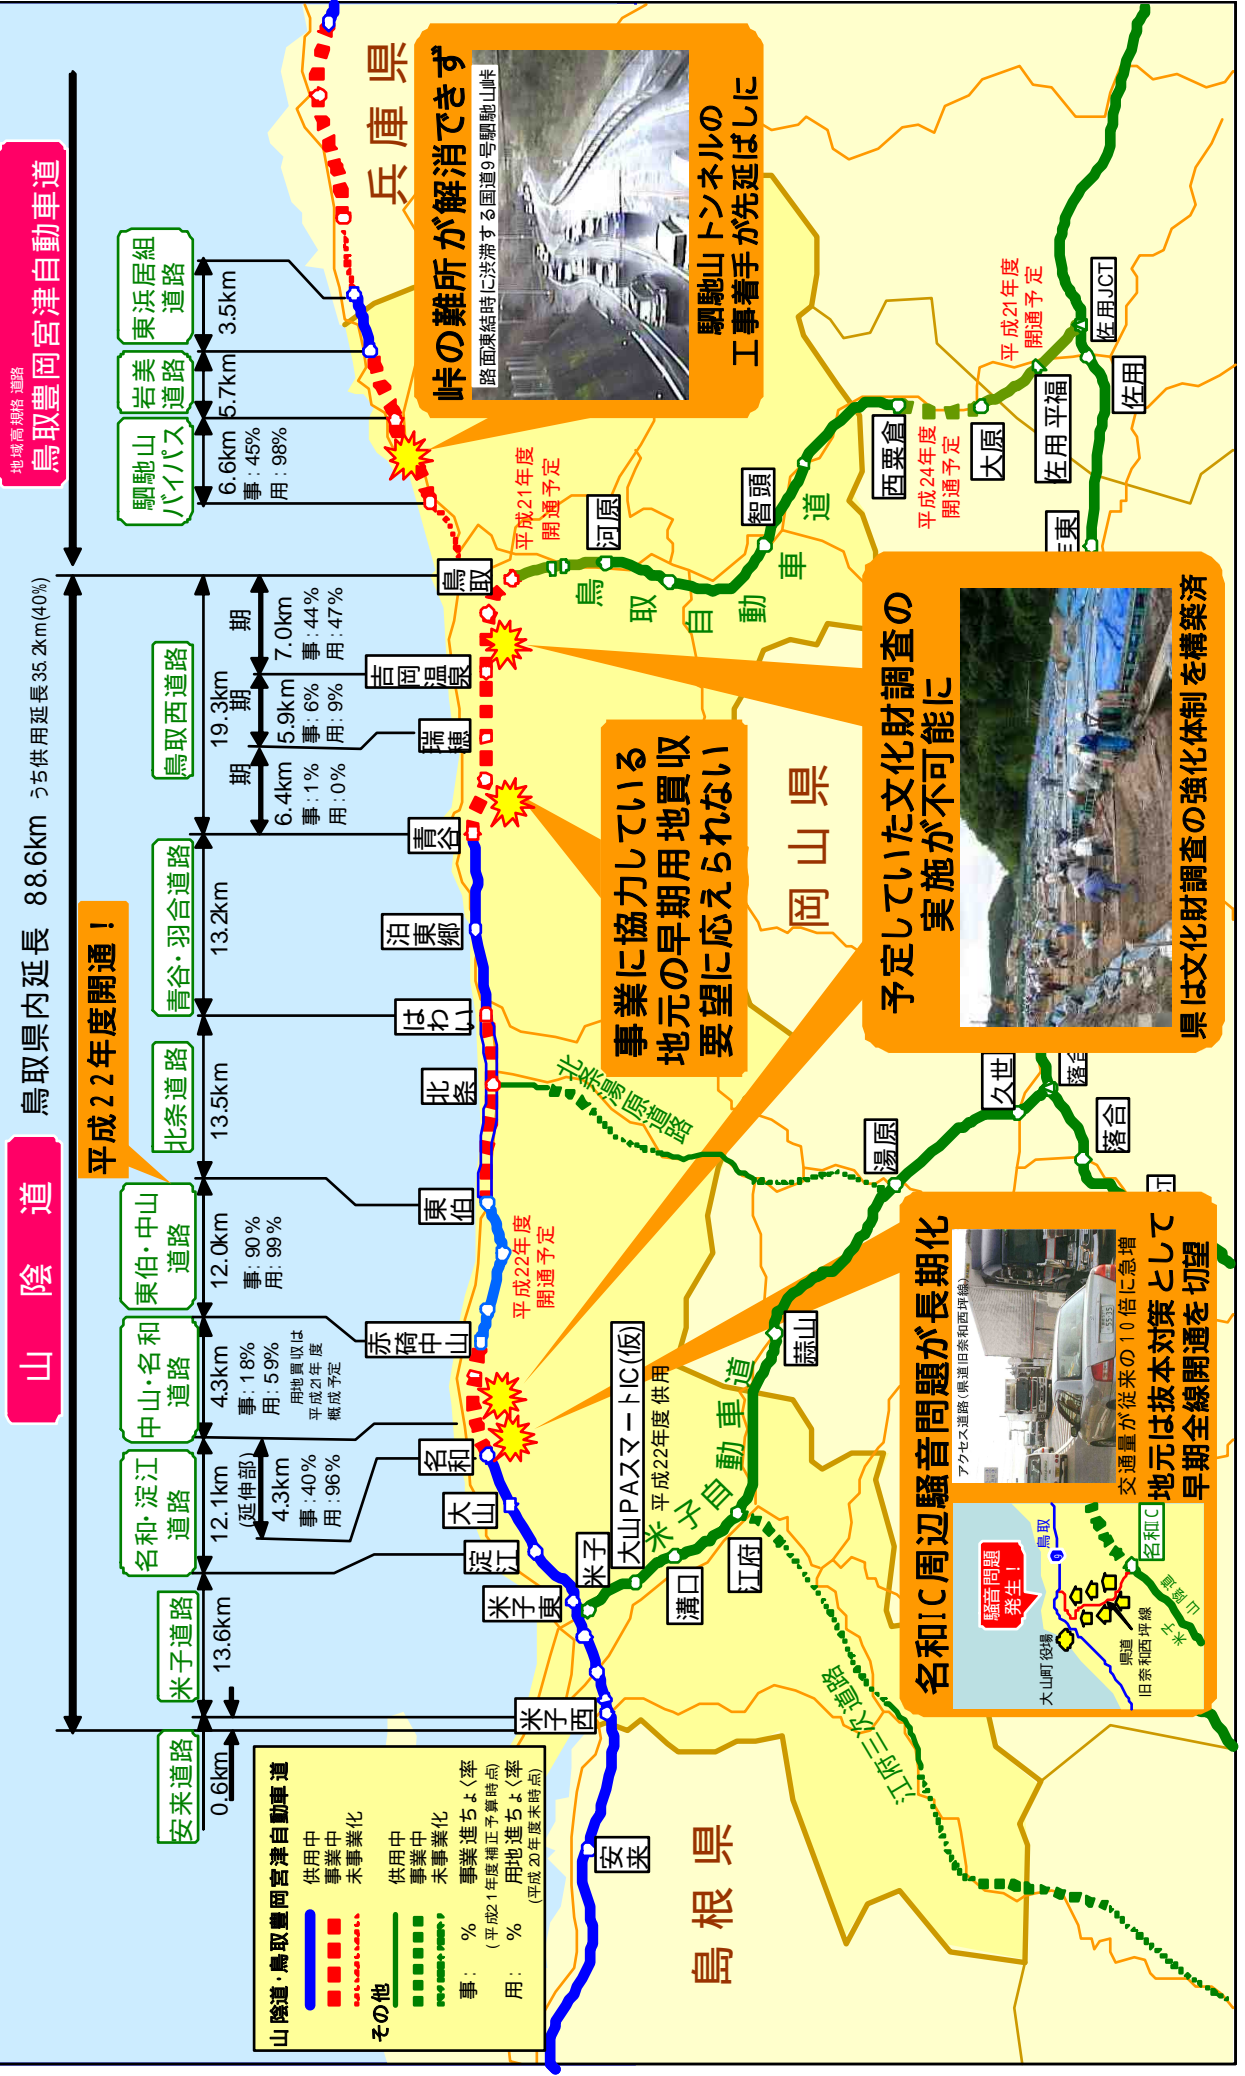 山陰道
鳥取県内延長 88.6km うち供用延長35.2km(40%)
地域高規格道路
鳥取豊岡宮津自動車道
平成22年度開通！
安来道路
0.6km
米子道路
13.6km
名和・淀江
道路
12.1km
(延伸部)
4.3km
事:40%
用:96%
中山・名和
道路
4.3km
事:18%
用:59%
用地買収は
平成21年度
概成予定
東伯・中山
道路
12.0km
事:90%
用:99%
北条道路
13.5km
青谷・羽合道路
13.2km
鳥取西道路
19.3km
期
6.4km
事:1%
用:0%
期
5.9km
事:6%
用:9%
期
7.0km
事:44%
用:47%
駟馳山
バイパス
6.6km
事:45%
用:98%
岩美
道路
5.7km
東浜居組
道路
3.5km
山陰道・鳥取豊岡宮津自動車道
供用中
事業中
未事業化
その他
供用中
事業中
未事業化
事: % 事業進ちょく率
(平成21年度補正予算時点)
用: % 用地進ちょく率
(平成20年度末時点)
安来
米子西
米子東
米子
淀江
大山
名和
赤碕中山
東伯
北条
はわい
泊東郷
青谷
瑞穂
吉岡温泉
鳥取
平成22年度
開通予定
平成21年度
開通予定
大山PAスマートIC(仮)
平成22年度供用
溝口
江府
蒜山
湯原
久世
落合
落合
米子自動車道
江府三次道路
北条湯原道路
河原
智頭
鳥取自動車道
西粟倉
平成24年度
開通予定
大原
平成21年度
開通予定
佐用平福
佐用JCT
佐用
島根県
岡山県
兵庫県
峠の難所が解消できず
路面凍結時に渋滞する国道9号駟馳山峠
駟馳山トンネルの
工事着手が先延ばしに
事業に協力している
地元の早期用地買収
要望に応えられない
予定していた文化財調査の
実施が不可能に
県は文化財調査の強化体制を構築済
名和IC周辺騒音問題が長期化
アクセス道路(県道旧奈和西坪線)
交通量が従来の10倍に急増
地元は抜本対策として
早期全線開通を切望
騒音問題
発生！
鳥取
9
大山町役場
県道
旧奈和西坪線
名和IC
山陰道
米子